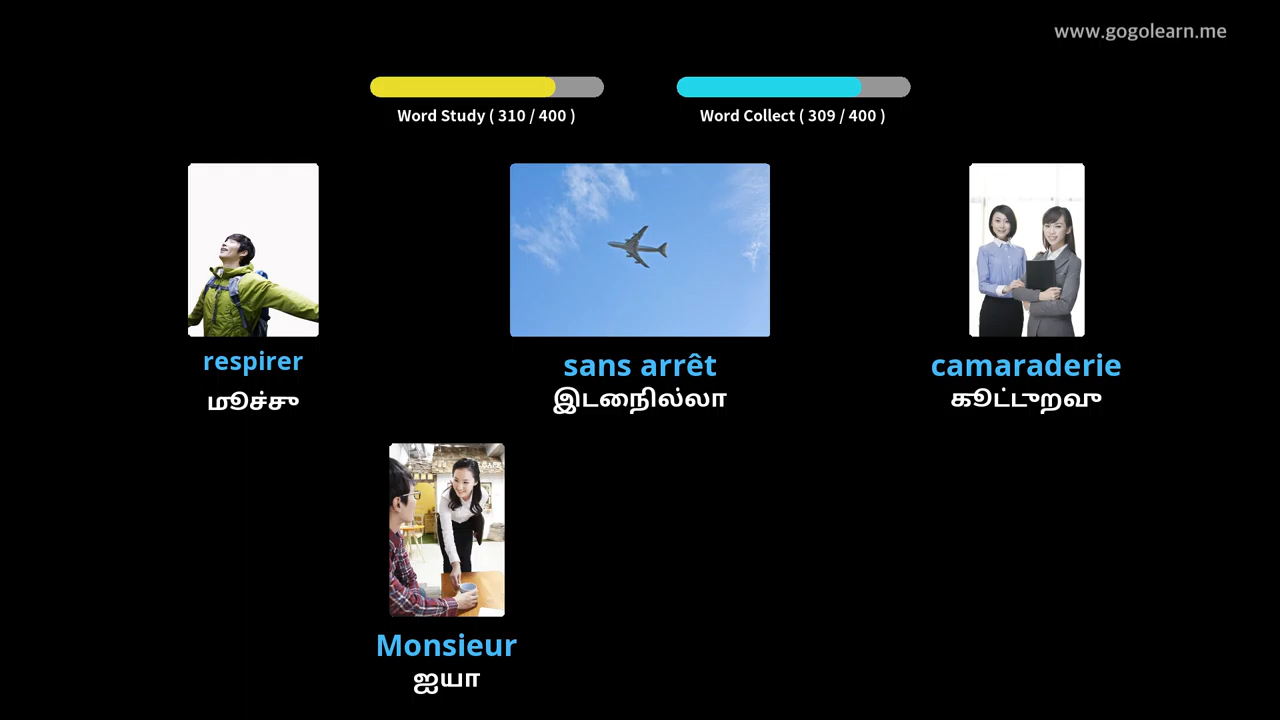 www.gogolearn.me
Word Study ( 310 / 400 )
Word Collect ( 309 / 400 )
respirer
மூச்சு
sans arrêt
இடைநில்லா
camaraderie
கூட்டுறவு
Monsieur
ஐயா